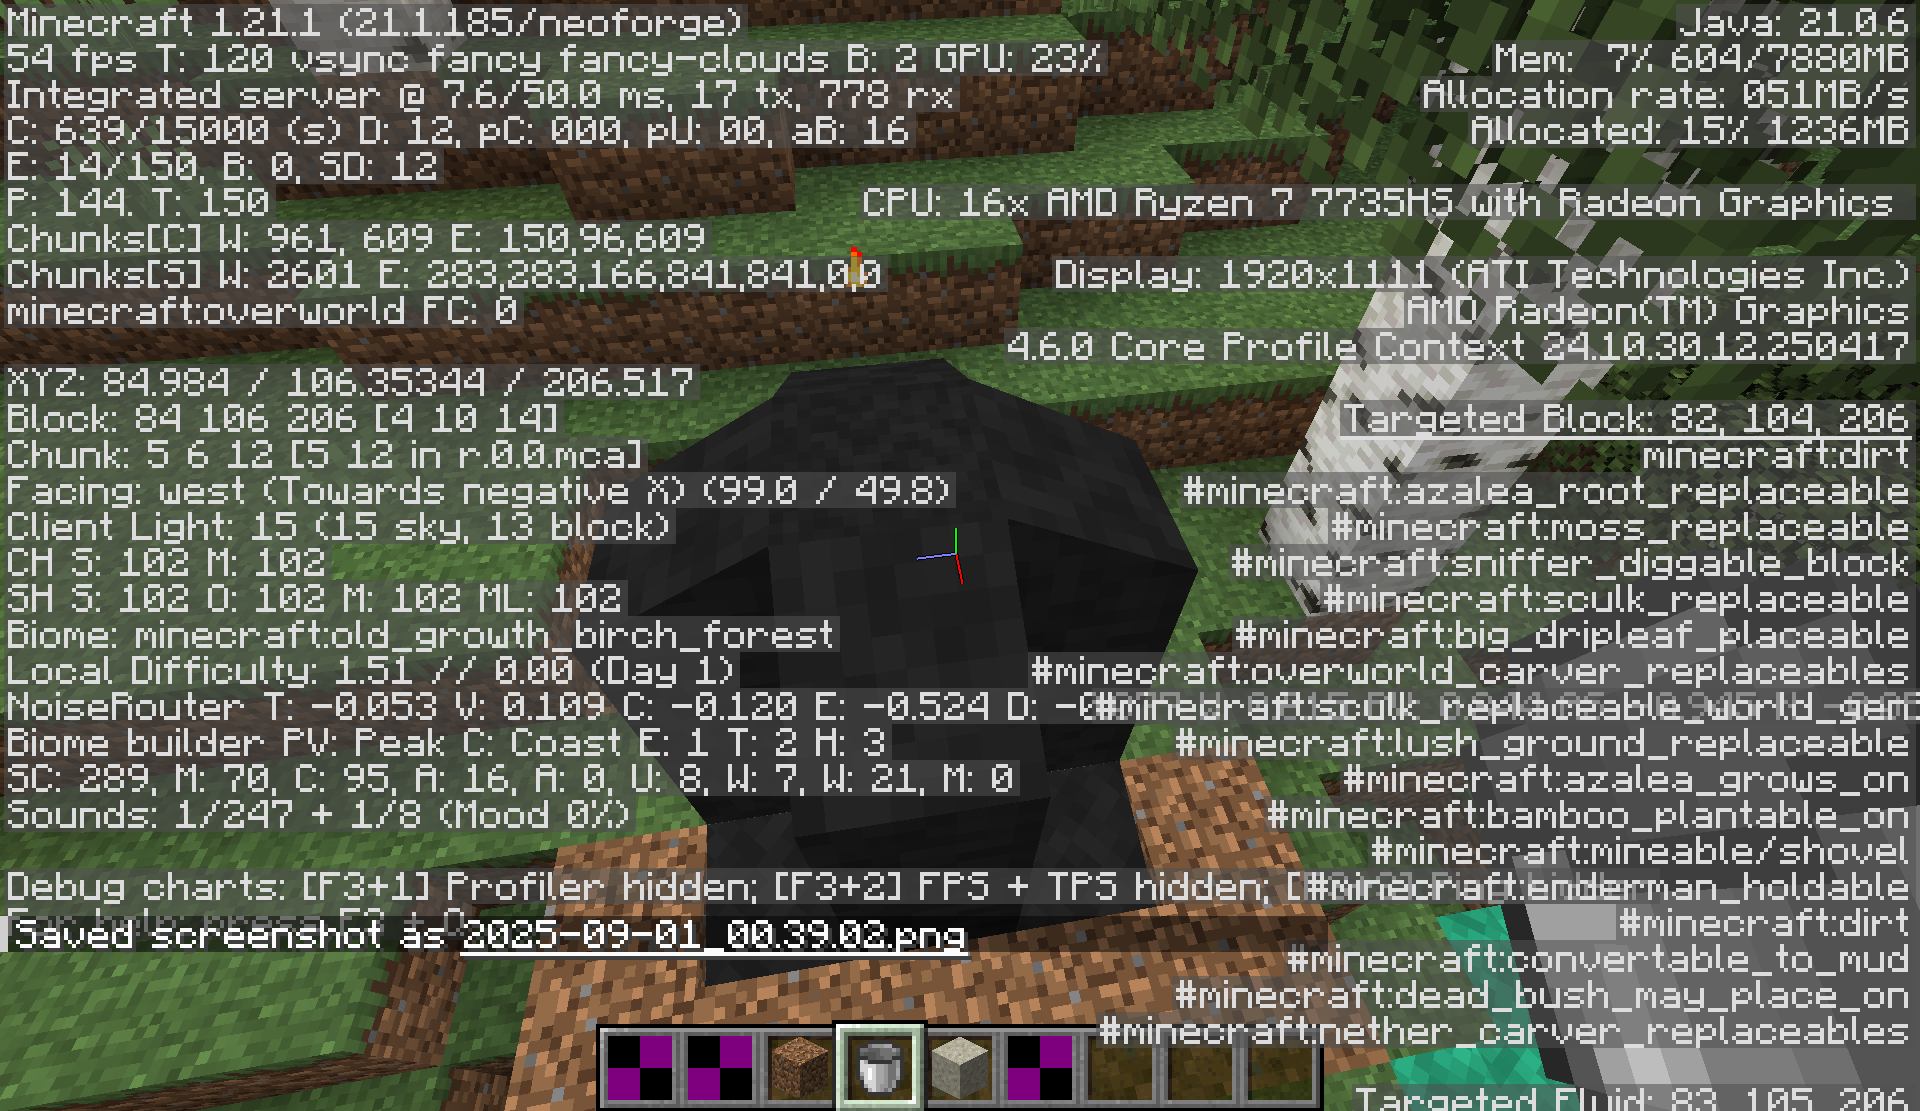 Minecraft 1.21.1 (21.1.185/neoforge)
54 fps T: 120 vsync fancy fancy-clouds B: 2 GPU: 23%
Integrated server @ 7.6/50.0 ms, 17 tx, 778 rx
C: 639/15000 (s) D: 12, pC: 000, pU: 00, aB: 16
E: 14/150, B: 0, SD: 12
P: 144. T: 150
Chunks[C] W: 961, 609 E: 150,96,609
Chunks[S] W: 2601 E: 283,283,166,841,841,0,0
minecraft:overworld FC: 0
XYZ: 84.984 / 106.35344 / 206.517
Block: 84 106 206 [4 10 14]
Chunk: 5 6 12 [5 12 in r.0.0.mca]
Facing: west (Towards negative X) (99.0 / 49.8)
Client Light: 15 (15 sky, 13 block)
CH S: 102 M: 102
SH S: 102 O: 102 M: 102 ML: 102
Biome: minecraft:old_growth_birch_forest
Local Difficulty: 1.51 // 0.00 (Day 1)
NoiseRouter T: -0.053 V: 0.109 C: -0.120 E: -0.524 D:
Biome builder PV: Peak C: Coast E: 1 T: 2 H: 3
SC: 289, M: 70, C: 95, A: 16, A: 0, U: 8, W: 7, W: 21, M: 0
Sounds: 1/247 + 1/8 (Mood 0%)
Debug charts: [F3+1] Profiler hidden; [F3+2] FPS + TPS hidden;
Saved screenshot as 2025-09-01_00.39.02.png
Java: 21.0.6
Mem: 7% 604/7880MB
Allocation rate: 051MB/s
Allocated: 15% 1236MB
CPU: 16x AMD Ryzen 7 7735HS with Radeon Graphics
Display: 1920x1111 (ATI Technologies Inc.)
AMD Radeon(TM) Graphics
4.6.0 Core Profile Context 24.10.30.12.250417
Targeted Block: 82, 104, 206
minecraft:dirt
#minecraft:azalea_root_replaceable
#minecraft:moss_replaceable
#minecraft:sniffer_diggable_block
#minecraft:sculk_replaceable
#minecraft:big_dripleaf_placeable
#minecraft:overworld_carver_replaceables
#minecraft:sculk_replaceable_world_gen
#minecraft:lush_ground_replaceable
#minecraft:azalea_grows_on
#minecraft:bamboo_plantable_on
#minecraft:mineable/shovel
#minecraft:enderman_holdable
#minecraft:dirt
#minecraft:convertable_to_mud
#minecraft:dead_bush_may_place_on
#minecraft:nether_carver_replaceables
Targeted Fluid: 83, 105, 206